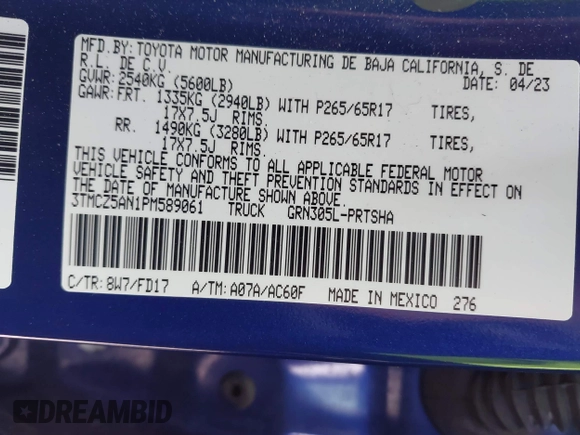 MFD.BY: TOYOTA MOTOR MANUFACTURING DE BAJA CALIFORNIA, S. DE
R.L. DE C.V. DATE: 04/23
GVWR: 2540KG (5600LB)
GAWR: FRT. 1335KG (2940LB) WITH P265/65R17 TIRES,
17X7.5J RIMS.
RR. 1490KG (3280LB) WITH P265/65R17 TIRES,
17X7.5J RIMS.
THIS VEHICLE CONFORMS TO ALL APPLICABLE FEDERAL MOTOR
VEHICLE SAFETY AND THEFT PREVENTION STANDARDS IN EFFECT ON
THE DATE OF MANUFACTURE SHOWN ABOVE.
3TMCZ5AN1PM589061 TRUCK GRN305L-PRTSHA
C/TR: 8W7/FD17 A/TM: A07A/AC60F MADE IN MEXICO 276
DREAMBID